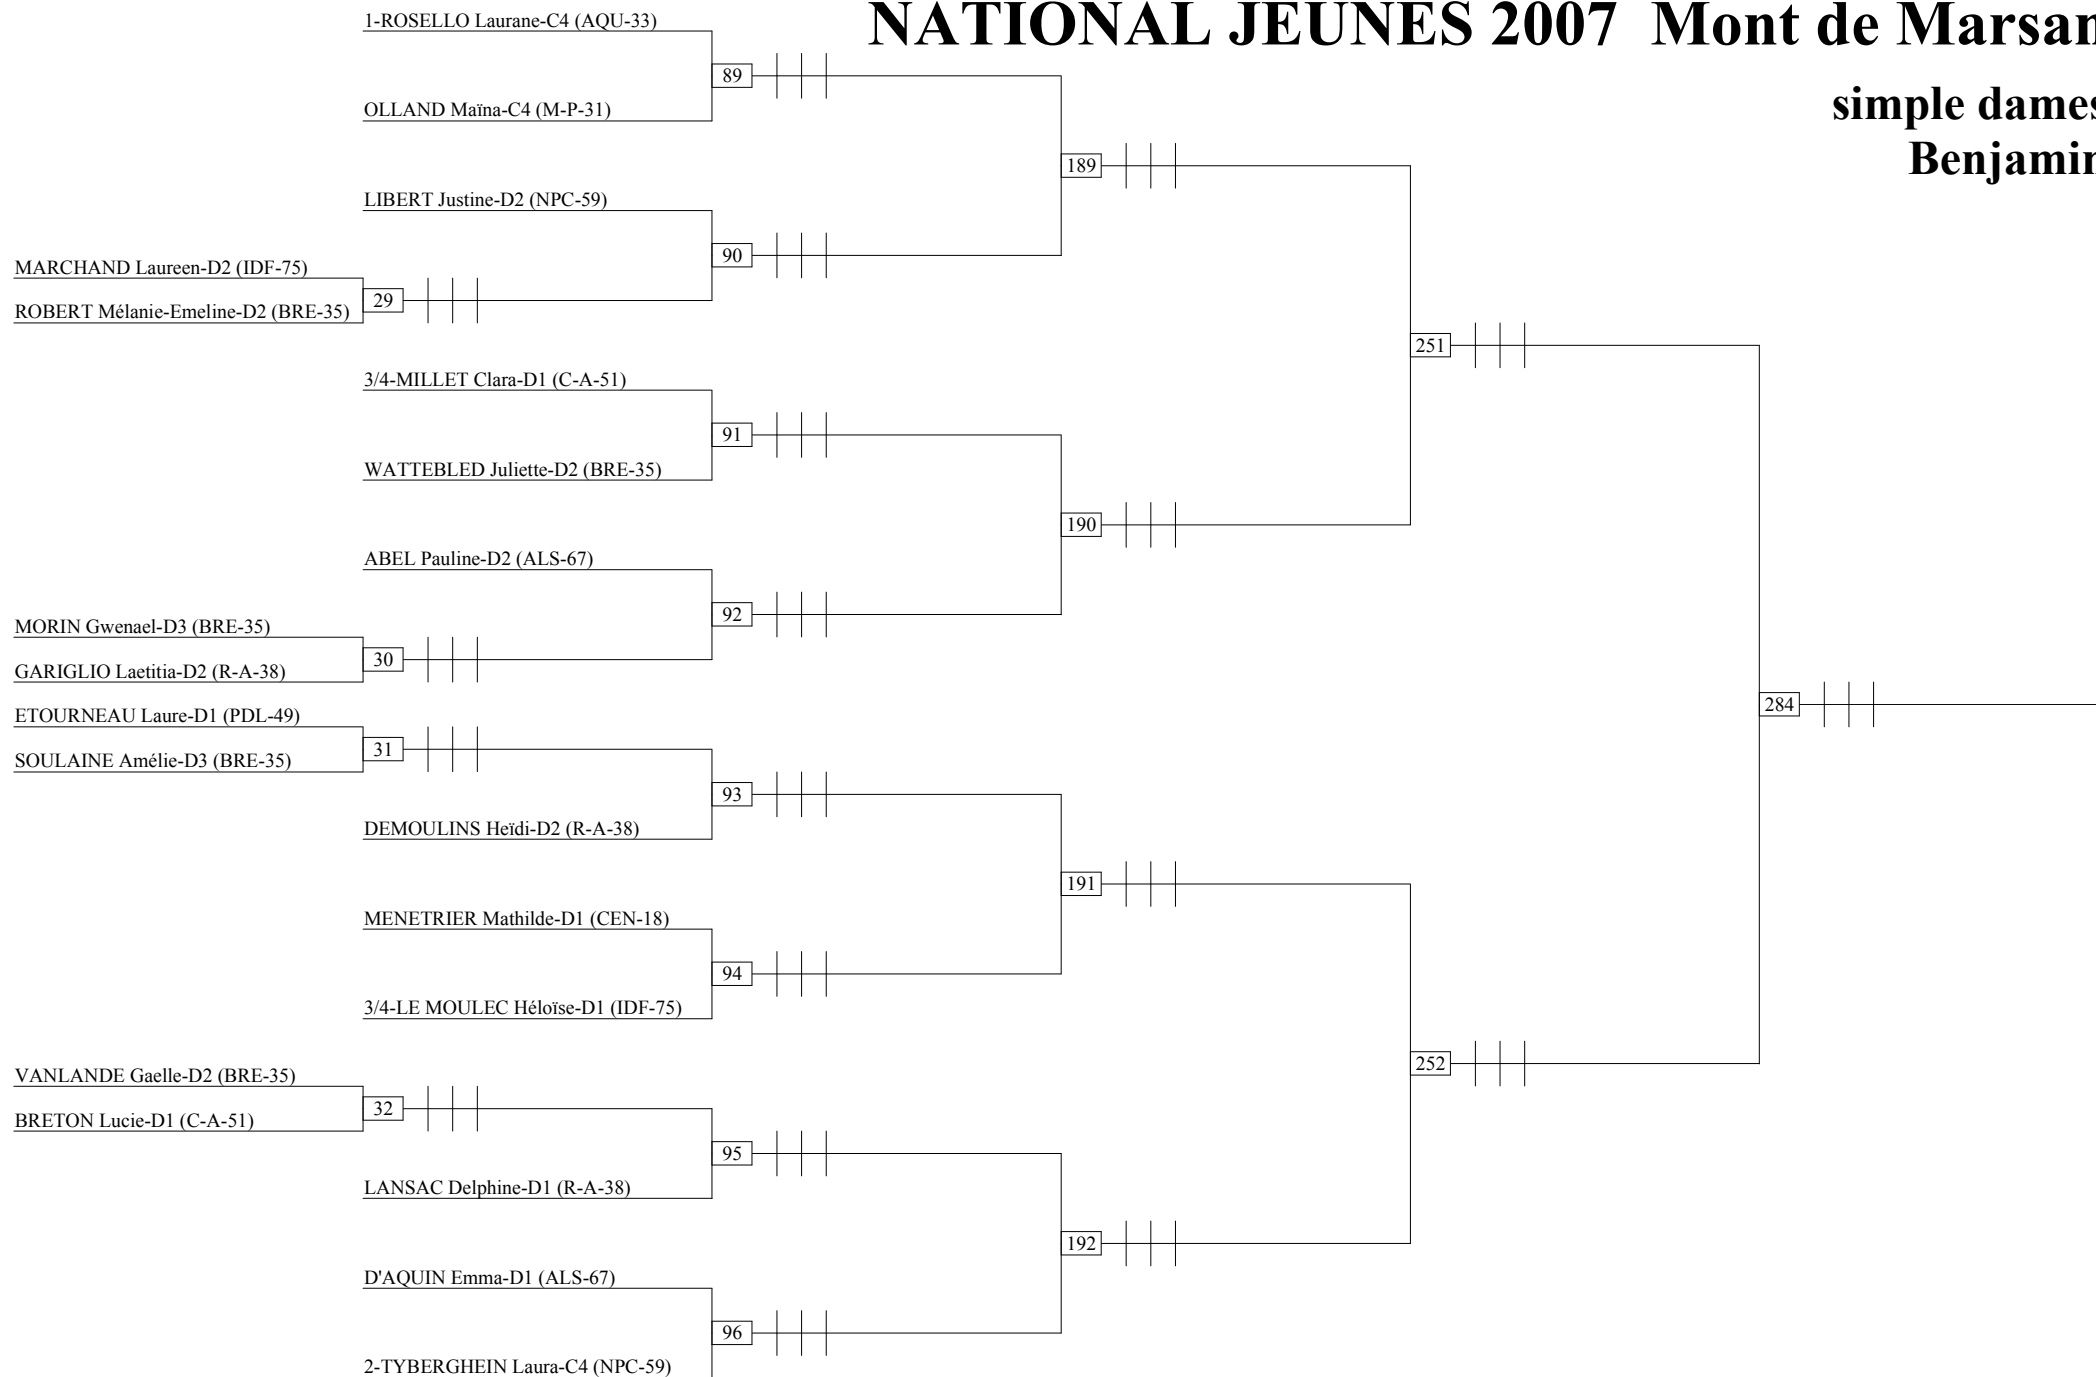 1-ROSELLO Laurane-C4 (AQU-33)
NATIONAL JEUNES 2007 Mont de Marsan
89
simple dames
OLLAND Maïna-C4 (M-P-31)
Benjamin
189
LIBERT Justine-D2 (NPC-59)
90
MARCHAND Laureen-D2 (IDF-75)
29
ROBERT Mélanie-Emeline-D2 (BRE-35)
251
3/4-MILLET Clara-D1 (C-A-51)
91
WATTEBLED Juliette-D2 (BRE-35)
190
ABEL Pauline-D2 (ALS-67)
92
MORIN Gwenael-D3 (BRE-35)
30
GARIGLIO Laetitia-D2 (R-A-38)
284
ETOURNEAU Laure-D1 (PDL-49)
31
SOULAINE Amélie-D3 (BRE-35)
93
DEMOULINS Heïdi-D2 (R-A-38)
191
MENETRIER Mathilde-D1 (CEN-18)
94
3/4-LE MOULEC Héloïse-D1 (IDF-75)
252
VANLANDE Gaelle-D2 (BRE-35)
32
BRETON Lucie-D1 (C-A-51)
95
LANSAC Delphine-D1 (R-A-38)
192
D'AQUIN Emma-D1 (ALS-67)
96
2-TYBERGHEIN Laura-C4 (NPC-59)